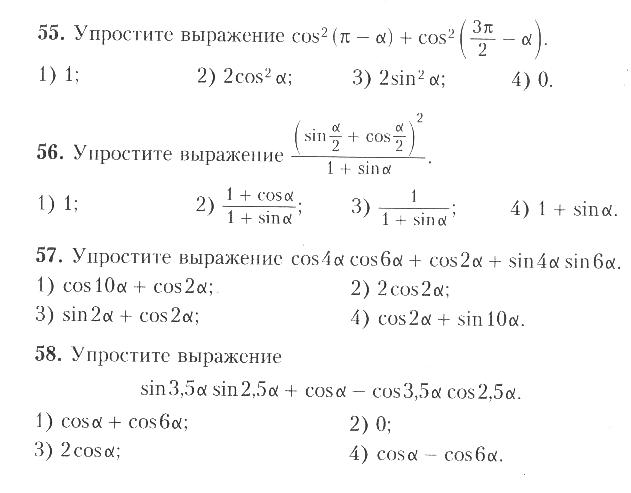 55. Упростите выражение cos² (π − α) + cos² (3π/2 − α).
1) 1; 2) 2cos² α; 3) 2sin² α; 4) 0.
56. Упростите выражение (sin α/2 + cos α/2)² / (1 + sin α).
1) 1; 2) (1 + cos α)/(1 + sin α); 3) 1/(1 + sin α); 4) 1 + sin α.
57. Упростите выражение cos 4α cos 6α + cos 2α + sin 4α sin 6α.
1) cos 10α + cos 2α; 2) 2 cos 2α;
3) sin 2α + cos 2α; 4) cos 2α + sin 10α.
58. Упростите выражение
sin 3,5α sin 2,5α + cos α − cos 3,5α cos 2,5α.
1) cos α + cos 6α; 2) 0;
3) 2 cos α; 4) cos α − cos 6α.